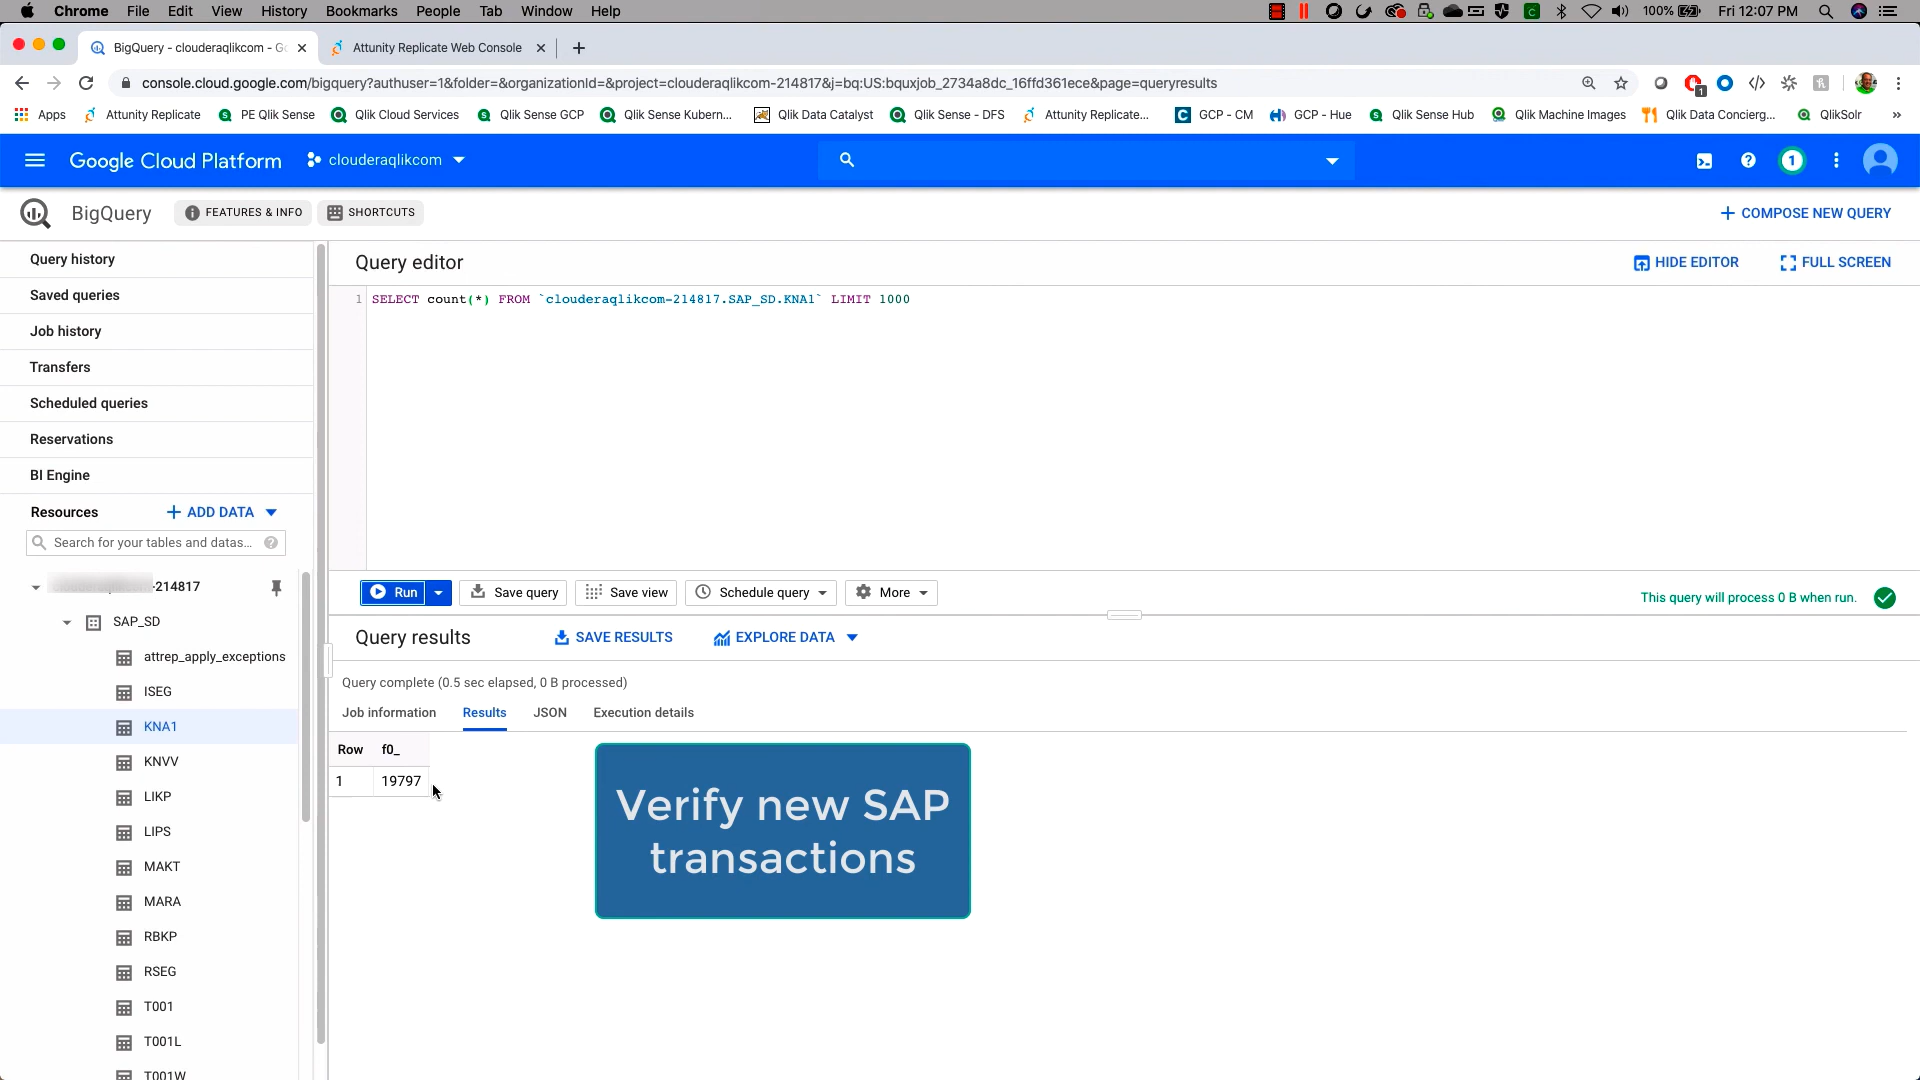 Chrome File Edit View History Bookmarks People Tab Window Help
100% Fri 12:07 PM
BigQuery - clouderaqlikcom - Go
Attunity Replicate Web Console
console.cloud.google.com/bigquery?authuser=1&folder=&organizationId=&project=clouderaqlikcom-214817&j=bq:US:bquxjob_2734a8dc_16ffd361ece&page=queryresults
Apps Attunity Replicate PE Qlik Sense Qlik Cloud Services Qlik Sense GCP Qlik Sense Kubern... Qlik Data Catalyst Qlik Sense - DFS Attunity Replicate... GCP - CM GCP - Hue Qlik Sense Hub Qlik Machine Images Qlik Data Concierg... QlikSolr »
Google Cloud Platform clouderaqlikcom 1
BigQuery FEATURES & INFO SHORTCUTS + COMPOSE NEW QUERY
Query history
Saved queries
Job history
Transfers
Scheduled queries
Reservations
BI Engine
Resources + ADD DATA
Search for your tables and datas...
-214817
SAP_SD
attrep_apply_exceptions
ISEG
KNA1
KNVV
LIKP
LIPS
MAKT
MARA
RBKP
RSEG
T001
T001L
T001W
Query editor HIDE EDITOR FULL SCREEN
1 SELECT count(*) FROM `clouderaqlikcom-214817.SAP_SD.KNA1` LIMIT 1000
Run Save query Save view Schedule query More
This query will process 0 B when run.
Query results SAVE RESULTS EXPLORE DATA
Query complete (0.5 sec elapsed, 0 B processed)
Job information Results JSON Execution details
Row f0_
1 19797
Verify new SAP
transactions